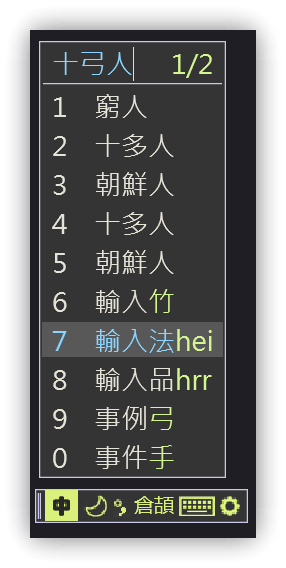 十弓人 1/2
1 窮人
2 十多人
3 朝鮮人
4 十多人
5 朝鮮人
6 輸入竹
7 輸入法hei
8 輸入品hrr
9 事例弓
0 事件手
中 倉頡